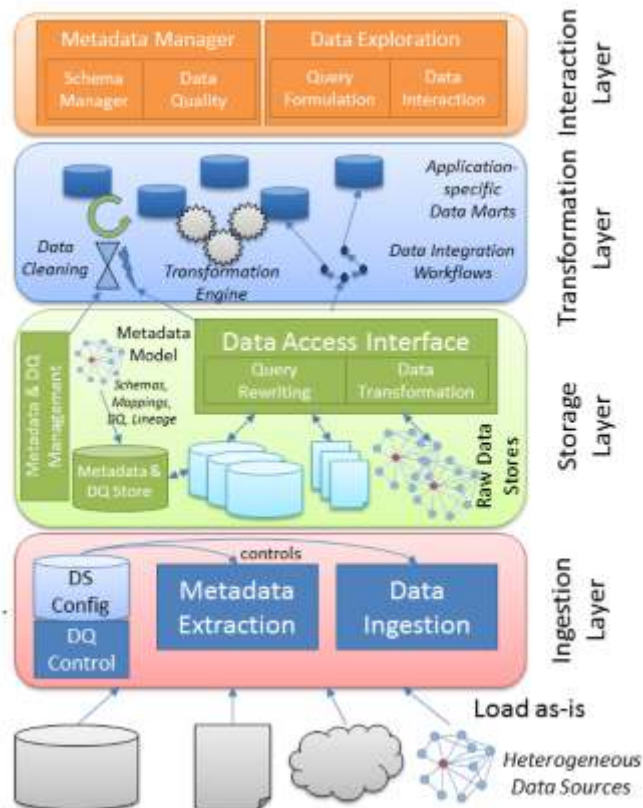 Metadata Manager
Data Exploration
Schema
Manager
Data
Quality
Query
Formulation
Data
Interaction
Interaction
Layer
Application-
specific
Data Marts
Data
Cleaning
Transformation
Engine
Data Integration
Workflows
Transformation
Layer
Metadata & DQ
Management
Metadata
Model
Schemas,
Mappings,
DQ, Lineage
Metadata &
DQ Store
Data Access Interface
Query
Rewriting
Data
Transformation
Raw Data
Stores
Storage
Layer
controls
DS
Config
DQ
Control
Metadata
Extraction
Data
Ingestion
Ingestion
Layer
Load as-is
Heterogeneous
Data Sources